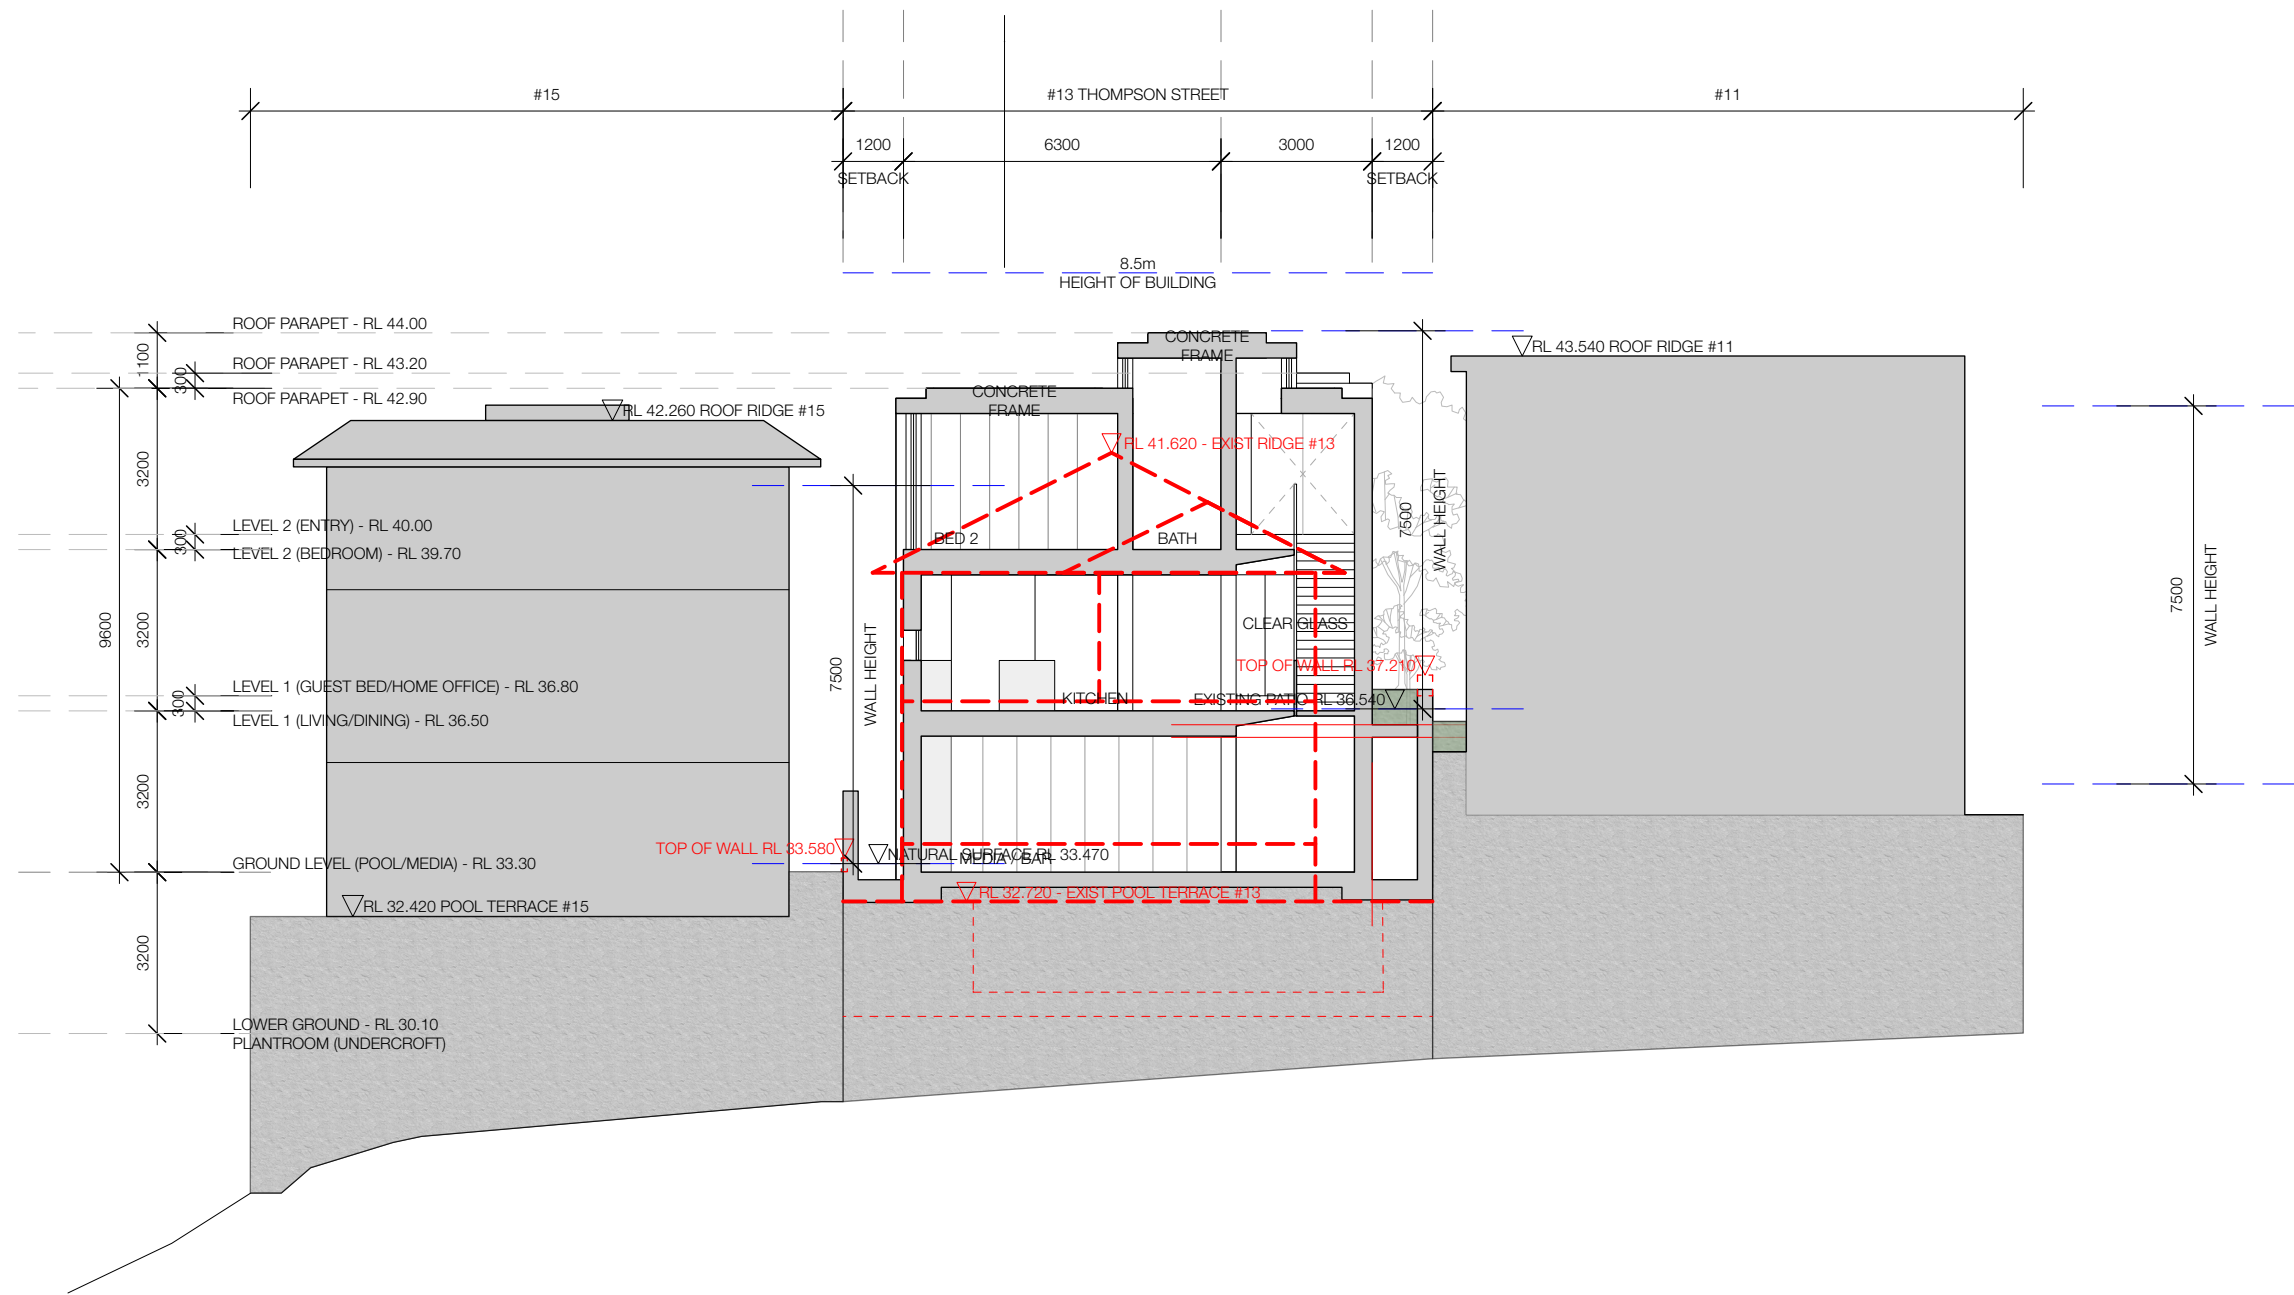 #15
#13 THOMPSON STREET
#11
1200
6300
3000
1200
SETBACK
SETBACK
8.5m
HEIGHT OF BUILDING
ROOF PARAPET - RL 44.00
1100
ROOF PARAPET - RL 43.20
300
ROOF PARAPET - RL 42.90
CONCRETE
FRAME
CONCRETE
FRAME
RL 43.540 ROOF RIDGE #11
RL 42.260 ROOF RIDGE #15
RL 41.620 - EXIST RIDGE #13
3200
LEVEL 2 (ENTRY) - RL 40.00
300
LEVEL 2 (BEDROOM) - RL 39.70
BED 2
BATH
7500
WALL HEIGHT
9600
3200
7500
WALL HEIGHT
CLEAR GLASS
7500
WALL HEIGHT
TOP OF WALL RL 37.210
LEVEL 1 (GUEST BED/HOME OFFICE) - RL 36.80
300
LEVEL 1 (LIVING/DINING) - RL 36.50
KITCHEN
EXISTING PATIO RL 36.540
3200
TOP OF WALL RL 33.580
NATURAL SURFACE RL 33.470
MEDIA / BAR
GROUND LEVEL (POOL/MEDIA) - RL 33.30
RL 32.720 - EXIST POOL TERRACE #13
RL 32.420 POOL TERRACE #15
3200
LOWER GROUND - RL 30.10
PLANTROOM (UNDERCROFT)